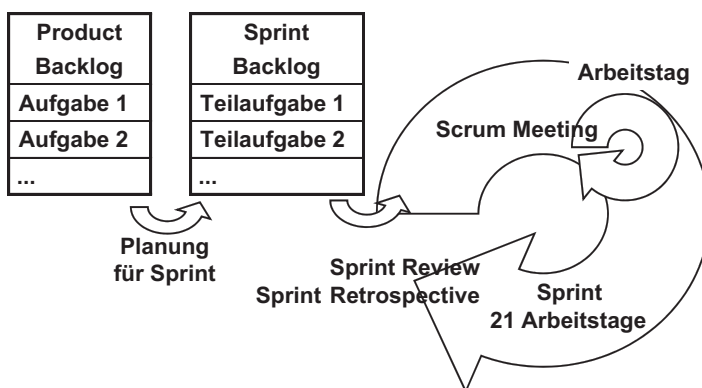 Product
Backlog
Aufgabe 1
Aufgabe 2
...
Sprint
Backlog
Teilaufgabe 1
Teilaufgabe 2
...
Planung
für Sprint
Arbeitstag
Scrum Meeting
Sprint Review
Sprint Retrospective
Sprint
21 Arbeitstage